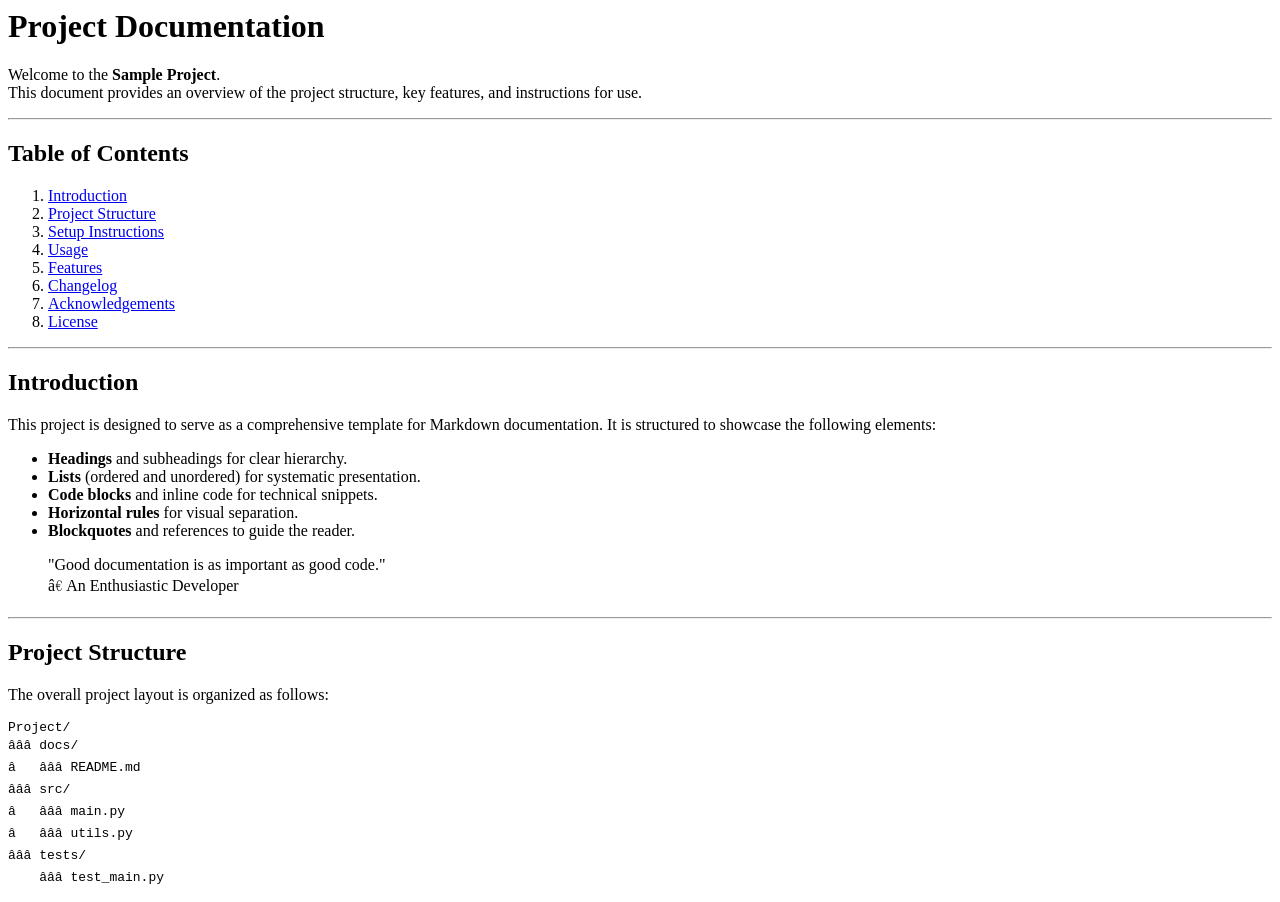 Project Documentation
Welcome to the Sample Project.
This document provides an overview of the project structure, key features, and instructions for use.
Table of Contents
1. Introduction
2. Project Structure
3. Setup Instructions
4. Usage
5. Features
6. Changelog
7. Acknowledgements
8. License
Introduction
This project is designed to serve as a comprehensive template for Markdown documentation. It is structured to showcase the following elements:
• Headings and subheadings for clear hierarchy.
• Lists (ordered and unordered) for systematic presentation.
• Code blocks and inline code for technical snippets.
• Horizontal rules for visual separation.
• Blockquotes and references to guide the reader.
"Good documentation is as important as good code."
â€ An Enthusiastic Developer
Project Structure
The overall project layout is organized as follows:
Project/
âââ docs/
â   âââ README.md
âââ src/
â   âââ main.py
â   âââ utils.py
âââ tests/
    âââ test_main.py